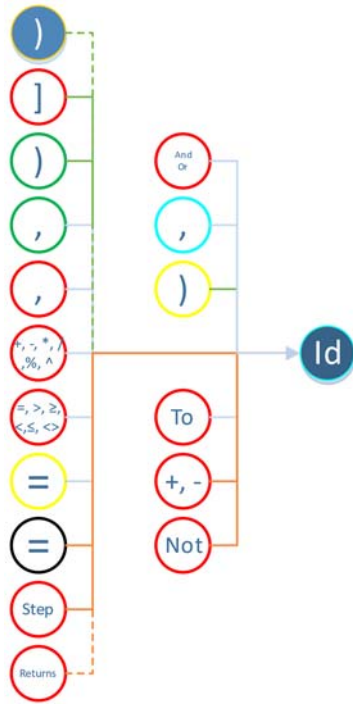 )
]
)
,
,
+, -, *, /
,%, ^
=, >, ≥,
<,≤, <>
=
=
Step
Returns
And
Or
,
)
To
+, -
Not
Id